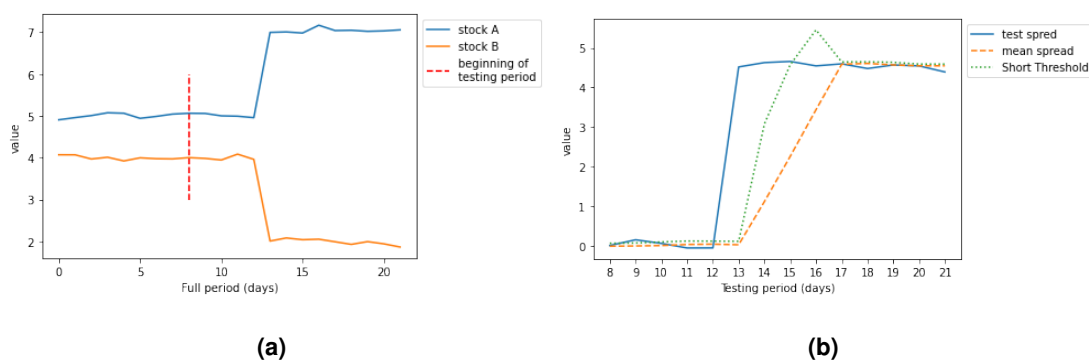 stock A
stock B
beginning of
testing period
7
6
5
4
3
2
value
0 5 10 15 20
Full period (days)
(a)
test spred
mean spread
Short Threshold
5
4
3
2
1
0
value
8 9 10 11 12 13 14 15 16 17 18 19 20 21
Testing period (days)
(b)